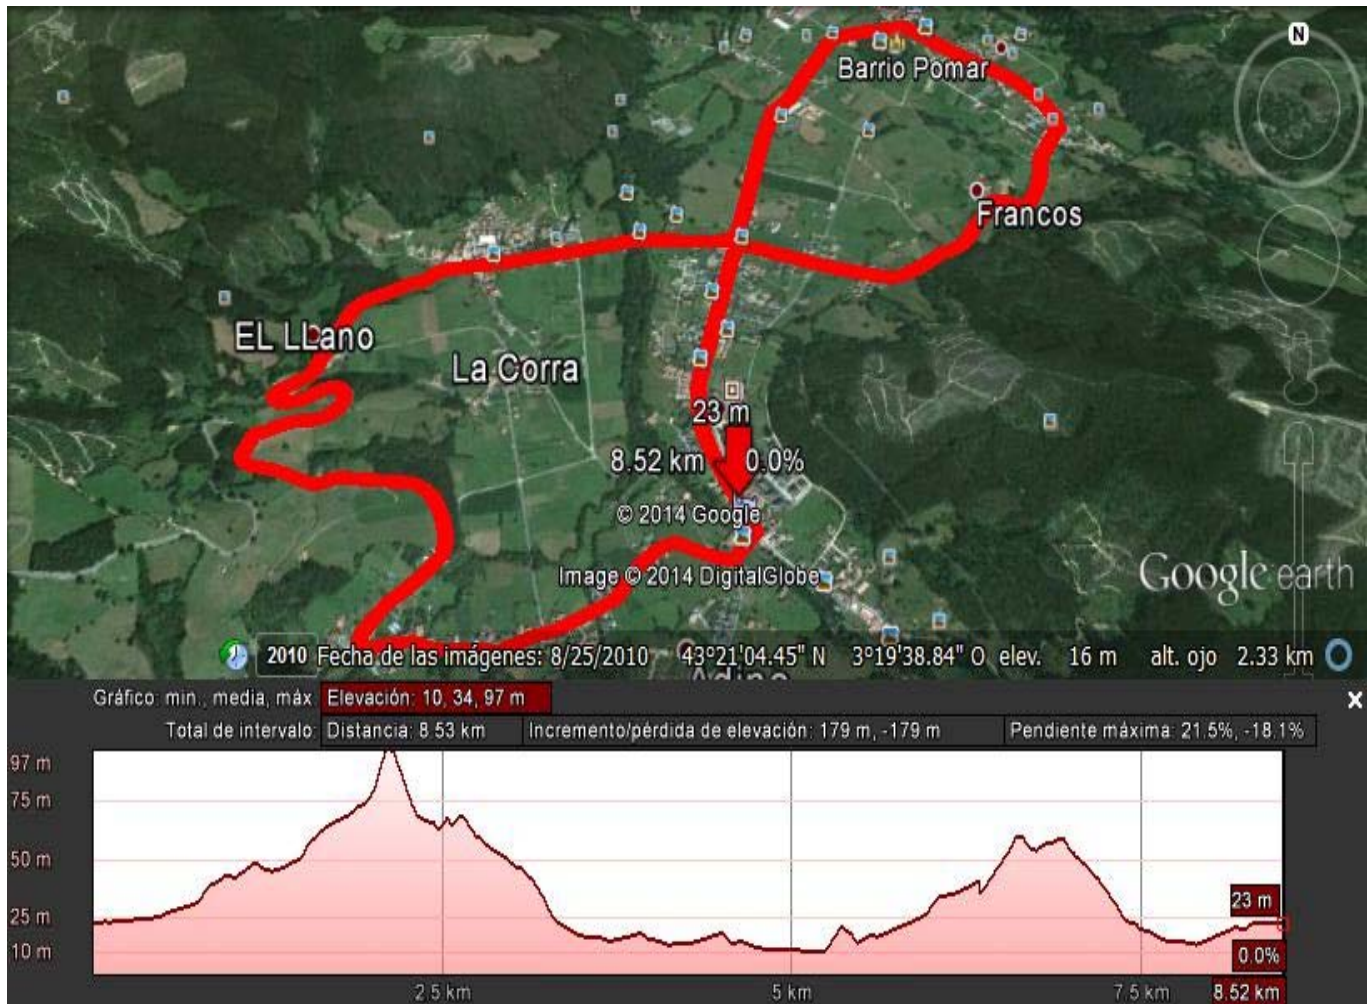 N
Barrio Pomar
Francos
EL LLano
La Corra
23 m
8.52 km 0.0%
© 2014 Google
Image © 2014 DigitalGlobe
Google earth
2010 Fecha de las imágenes: 8/25/2010 43°21'04.45" N 3°19'38.84" O elev. 16 m alt. ojo 2.33 km
Gráfico: min., media, máx Elevación: 10, 34, 97 m
Total de intervalo: Distancia: 8.53 km Incremento/pérdida de elevación: 179 m, -179 m Pendiente máxima: 21.5%, -18.1%
97 m
75 m
50 m
25 m
10 m
23 m
0.0%
2.5 km 5 km 7.5 km 8.52 km